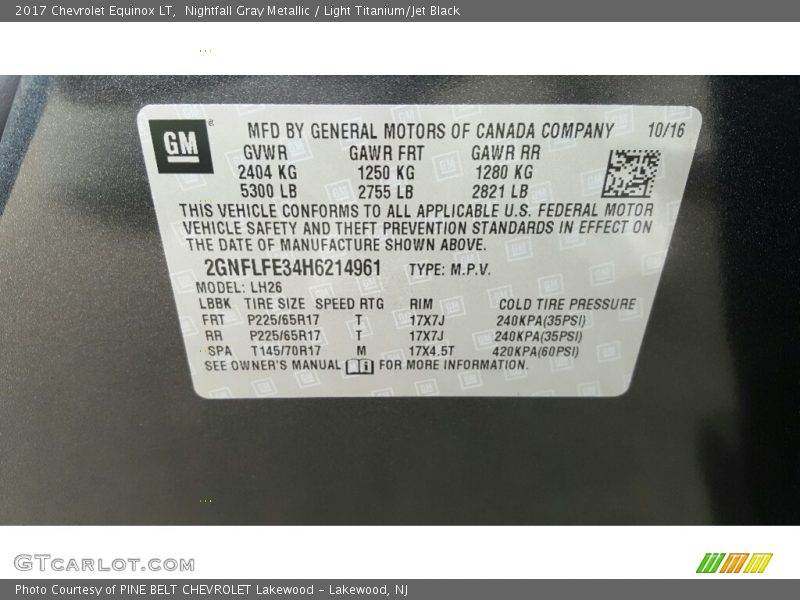 2017 Chevrolet Equinox LT,  Nightfall Gray Metallic / Light Titanium/Jet Black
GM ®
MFD BY GENERAL MOTORS OF CANADA COMPANY 10/16
GVWR GAWR FRT GAWR RR
2404 KG 1250 KG 1280 KG
5300 LB 2755 LB 2821 LB
THIS VEHICLE CONFORMS TO ALL APPLICABLE U.S. FEDERAL MOTOR
VEHICLE SAFETY AND THEFT PREVENTION STANDARDS IN EFFECT ON
THE DATE OF MANUFACTURE SHOWN ABOVE.
2GNFLFE34H6214961 TYPE: M.P.V.
MODEL: LH26
LBBK TIRE SIZE SPEED RTG RIM COLD TIRE PRESSURE
FRT P225/65R17 T 17X7J 240KPA(35PSI)
RR P225/65R17 T 17X7J 240KPA(35PSI)
SPA T145/70R17 M 17X4.5T 420KPA(60PSI)
SEE OWNER'S MANUAL i FOR MORE INFORMATION.
GTCARLOT.COM
Photo Courtesy of PINE BELT CHEVROLET Lakewood - Lakewood, NJ